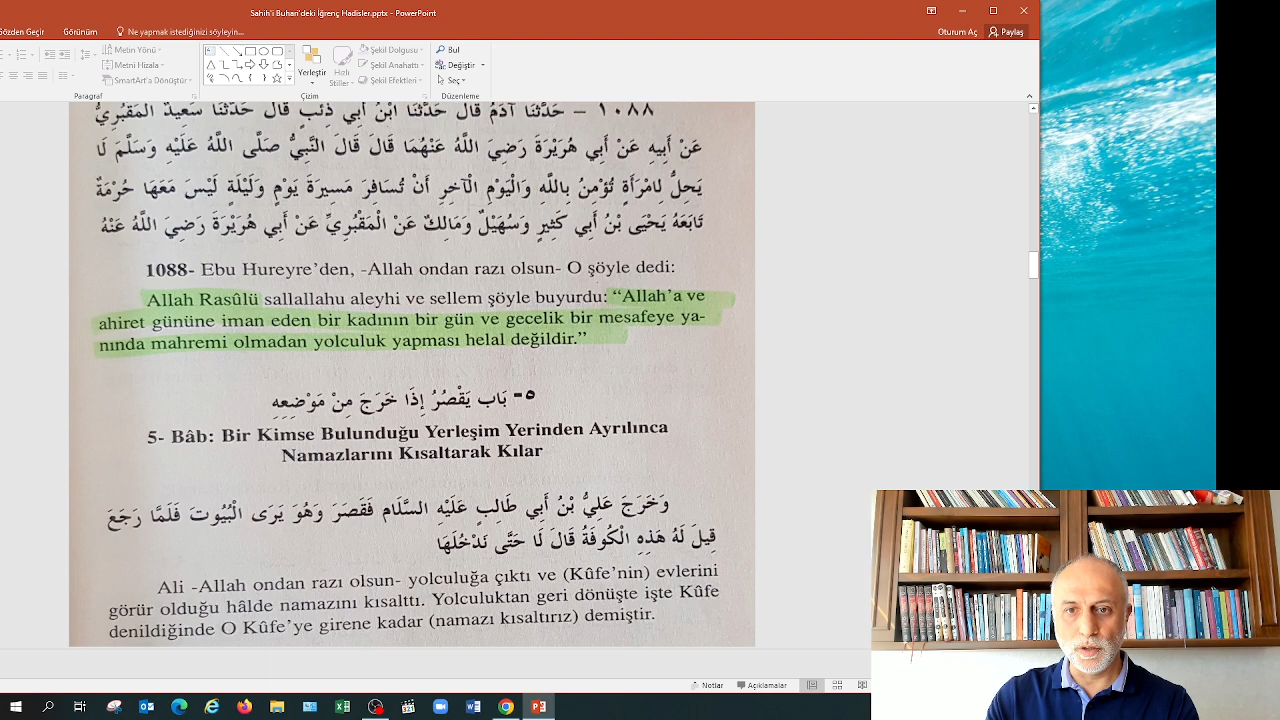 Sahih'i Buhari'deki İğrenç Hadisler.pptx - PowerPoint
Gözden Geçir Görünüm Ne yapmak istediğinizi söyleyin... Oturum Aç Paylaş
Metin Yönü
Metni Hizala
SmartArt'a Dönüştür
Yerleştir
Hızlı
Stiller
Şekil Dolgusu
Şekil Anahattı
Şekil Efektleri
Bul
Değiştir
Seç
Paragraf Çizim Düzenleme
١٠٨٨ – حَدَّثَنَا آدَمُ قَالَ حَدَّثَنَا ابْنُ أَبِي ذِئْبٍ قَالَ حَدَّثَنَا سَعِيدٌ الْمَقْبُرِيُّ
عَنْ أَبِيهِ عَنْ أَبِي هُرَيْرَةَ رَضِيَ اللَّهُ عَنْهُمَا قَالَ قَالَ النَّبِيُّ صَلَّى اللَّهُ عَلَيْهِ وَسَلَّمَ لَا
يَحِلُّ لِامْرَأَةٍ تُؤْمِنُ بِاللَّهِ وَالْيَوْمِ الْآخِرِ أَنْ تُسَافِرَ مَسِيرَةَ يَوْمٍ وَلَيْلَةٍ لَيْسَ مَعَهَا حُرْمَةٌ
تَابَعَهُ يَحْيَى بْنُ أَبِي كَثِيرٍ وَسُهَيْلٌ وَمَالِكٌ عَنْ الْمَقْبُرِيِّ عَنْ أَبِي هُرَيْرَةَ رَضِيَ اللَّهُ عَنْهُ
1088- Ebu Hureyre'den, -Allah ondan razı olsun- O şöyle dedi:
Allah Rasûlü sallallahu aleyhi ve sellem şöyle buyurdu: “Allah'a ve
ahiret gününe iman eden bir kadının bir gün ve gecelik bir mesafeye ya-
nında mahremi olmadan yolculuk yapması helal değildir.”
٥- بَاب يَقْصُرُ إِذَا خَرَجَ مِنْ مَوْضِعِهِ
5- Bâb: Bir Kimse Bulunduğu Yerleşim Yerinden Ayrılınca
Namazlarını Kısaltarak Kılar
وَخَرَجَ عَلِيُّ بْنُ أَبِي طَالِبٍ عَلَيْهِ السَّلَام فَقَصَرَ وَهُوَ يَرَى الْبُيُوتَ فَلَمَّا رَجَعَ
قِيلَ لَهُ هَذِهِ الْكُوفَةُ قَالَ لَا حَتَّى نَدْخُلَهَا
Ali -Allah ondan razı olsun- yolculuğa çıktı ve (Kûfe'nin) evlerini
görür olduğu hâlde namazını kısalttı. Yolculuktan geri dönüşte işte Kûfe
denildiğinde O Kûfe'ye girene kadar (namazı kısaltırız) demiştir.
Notlar Açıklamalar